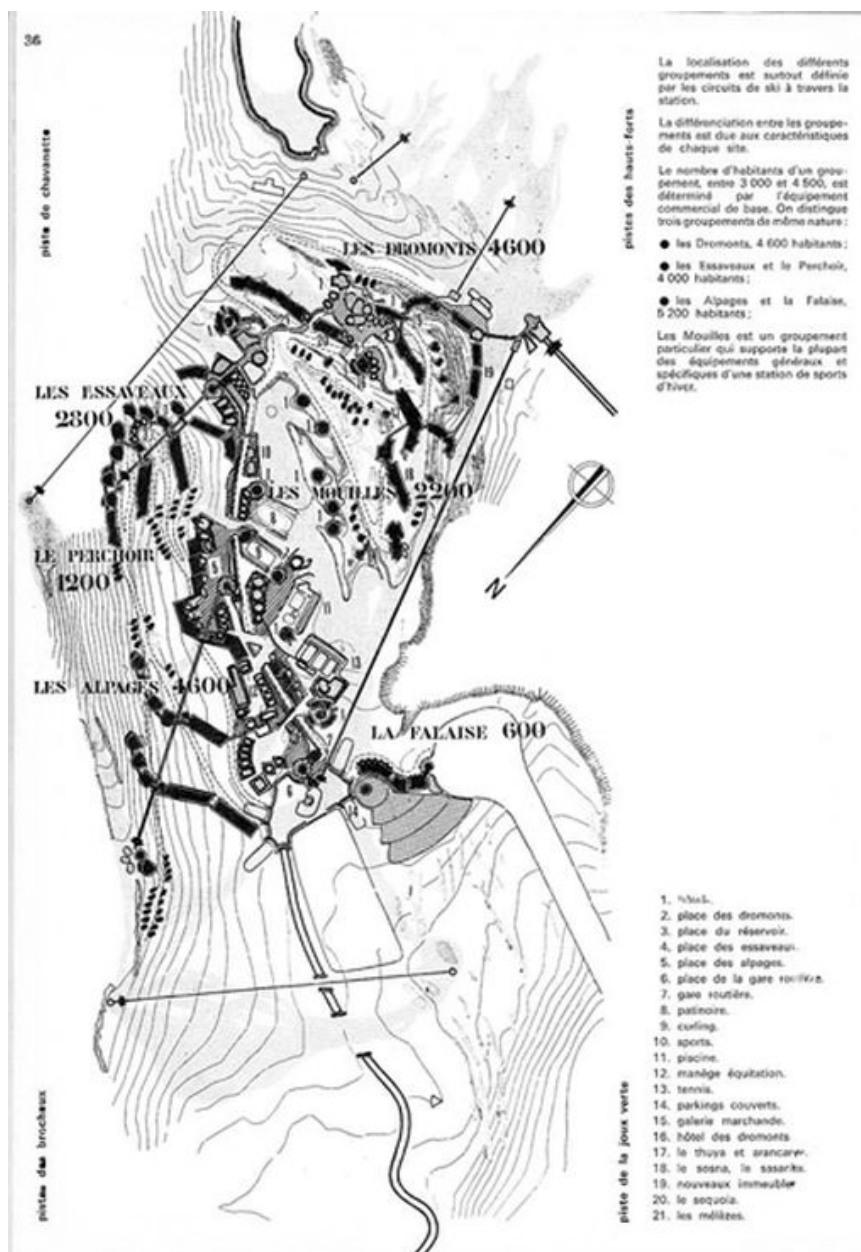 36
piste de chavanette
pistes des hauts-forts
La localisation des différents
groupements est surtout définie
par les circuits de ski à travers la
station.
La différenciation entre les groupe-
ments est due aux caractéristiques
de chaque site.
Le nombre d'habitants d'un grou-
pement, entre 3 000 et 4 500, est
déterminé par l'équipement
commercial de base. On distingue
trois groupements de même nature :
● les Dromonts, 4 600 habitants ;
● les Essaveaux et le Perchoir,
4 000 habitants ;
● les Alpages et la Falaise,
5 200 habitants ;
Les Mouilles est un groupement
particulier qui supporte la plupart
des équipements généraux et
spécifiques d'une station de sports
d'hiver.
LES DROMONTS 4600
LES ESSAVEAUX
2800
LES MOUILLES 2200
LE PERCHOIR
1200
LES ALPAGES 4600
LA FALAISE 600
N
pistes des brocheux
piste de la joux verte
1.
2. place des dromonts.
3. place du réservoir.
4. place des essaveaux.
5. place des alpages.
6. place de la gare routière.
7. gare routière.
8. patinoire.
9. curling.
10. sports.
11. piscine.
12. manège équitation.
13. tennis.
14. parkings couverts.
15. galerie marchande.
16. hôtel des dromonts
17. le thuya et
18. le sosna, le
19. nouveaux immeubles
20. le sequoia.
21. les mélèzes.